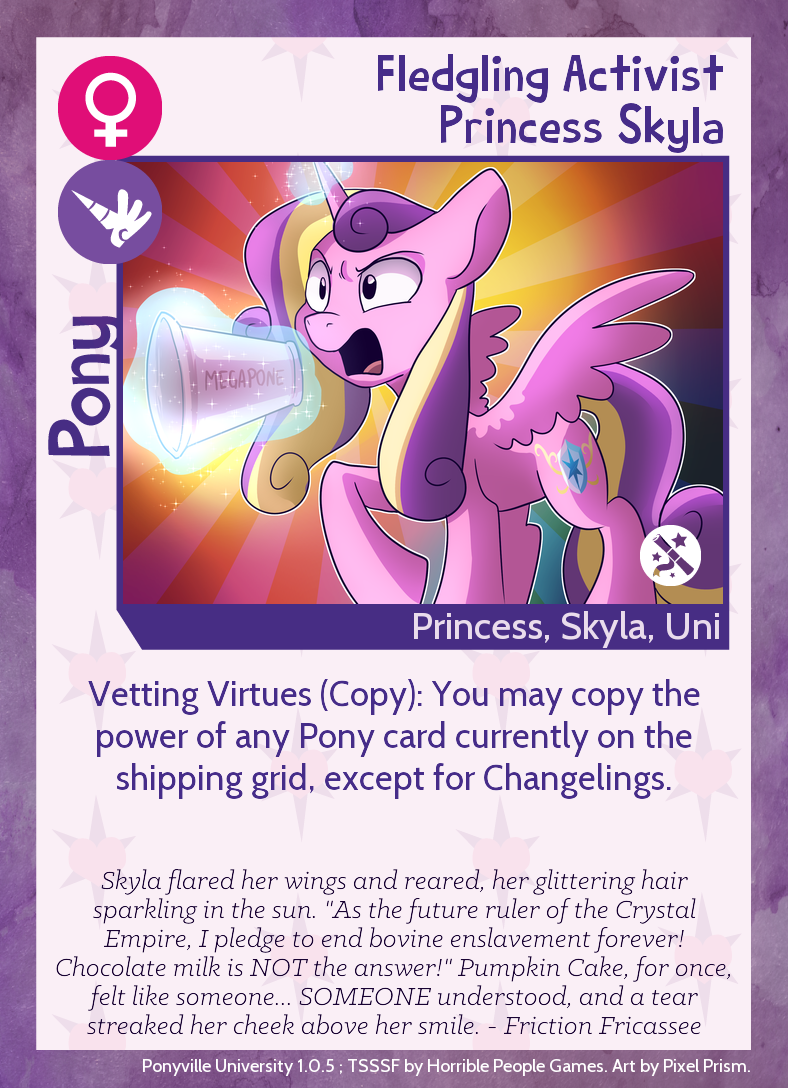 Fledgling Activist
Princess Skyla
Pony
MEGAPONE
Princess, Skyla, Uni
Vetting Virtues (Copy): You may copy the
power of any Pony card currently on the
shipping grid, except for Changelings.
Skyla flared her wings and reared, her glittering hair
sparkling in the sun. "As the future ruler of the Crystal
Empire, I pledge to end bovine enslavement forever!
Chocolate milk is NOT the answer!" Pumpkin Cake, for once,
felt like someone... SOMEONE understood, and a tear
streaked her cheek above her smile. - Friction Fricassee
Ponyville University 1.0.5 ; TSSSF by Horrible People Games. Art by Pixel Prism.